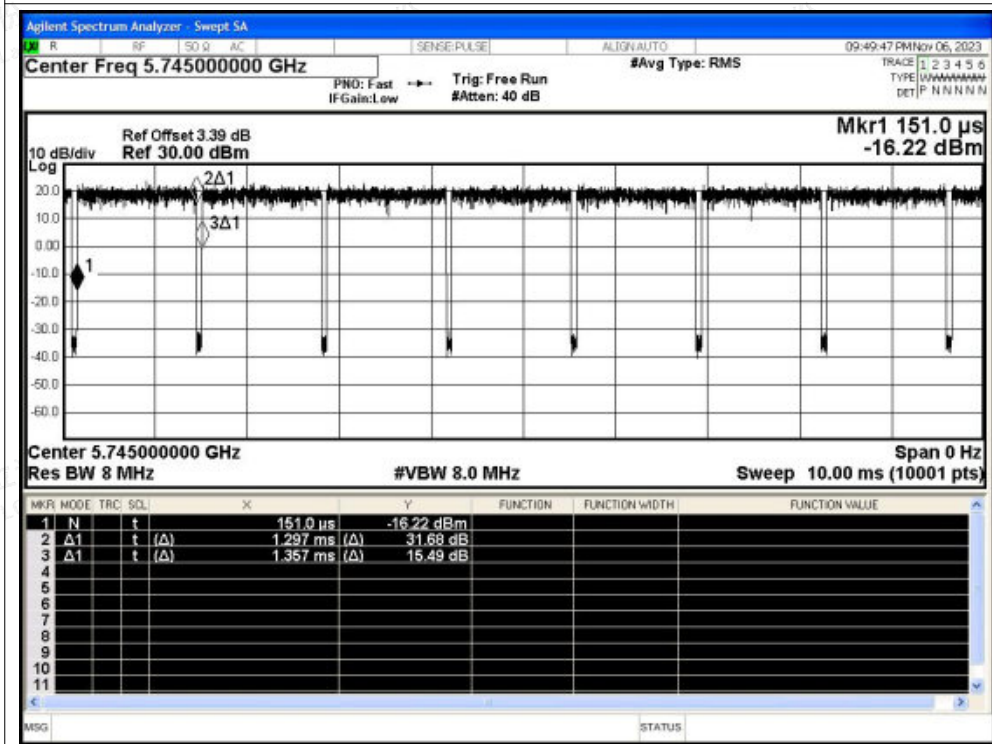 Agilent Spectrum Analyzer - Swept SA
R RF 50 Ω AC SENSE:PULSE ALIGN AUTO 09:49:47 PM Nov 06, 2023
Center Freq 5.745000000 GHz #Avg Type: RMS TRACE 1 2 3 4 5 6
PNO: Fast Trig: Free Run TYPE WWWWWW
IFGain:Low #Atten: 40 dB DET P N N N N N
Mkr1 151.0 µs
Ref Offset 3.39 dB
10 dB/div Ref 30.00 dBm -16.22 dBm
Log
20.0
2Δ1
10.0
3Δ1
0.00
1
-10.0
-20.0
-30.0
-40.0
-50.0
-60.0
Center 5.745000000 GHz Span 0 Hz
Res BW 8 MHz #VBW 8.0 MHz Sweep 10.00 ms (10001 pts)
MKR MODE TRC SCL X Y FUNCTION FUNCTION WIDTH FUNCTION VALUE
1 N t 151.0 µs -16.22 dBm
2 Δ1 t (Δ) 1.297 ms (Δ) 31.68 dB
3 Δ1 t (Δ) 1.357 ms (Δ) 15.49 dB
4
5
6
7
8
9
10
11
MSG STATUS